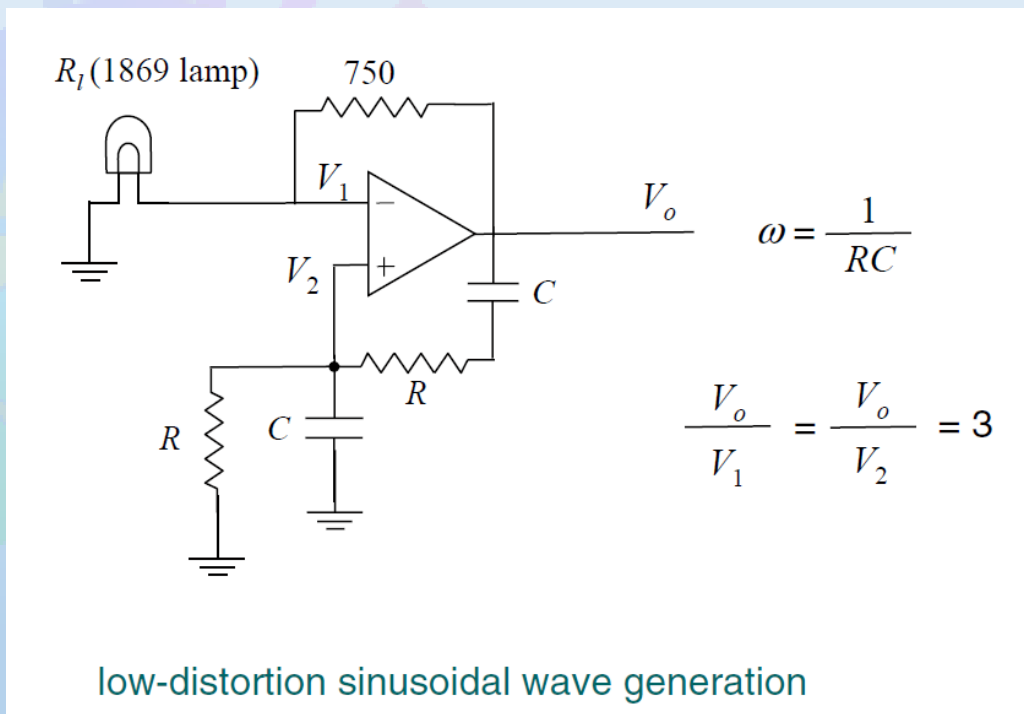 R_l (1869 lamp)
750
V_1
−
V_2
+
V_o
C
R
R
C
ω = 1/RC
V_o/V_1 = V_o/V_2 = 3
low-distortion sinusoidal wave generation